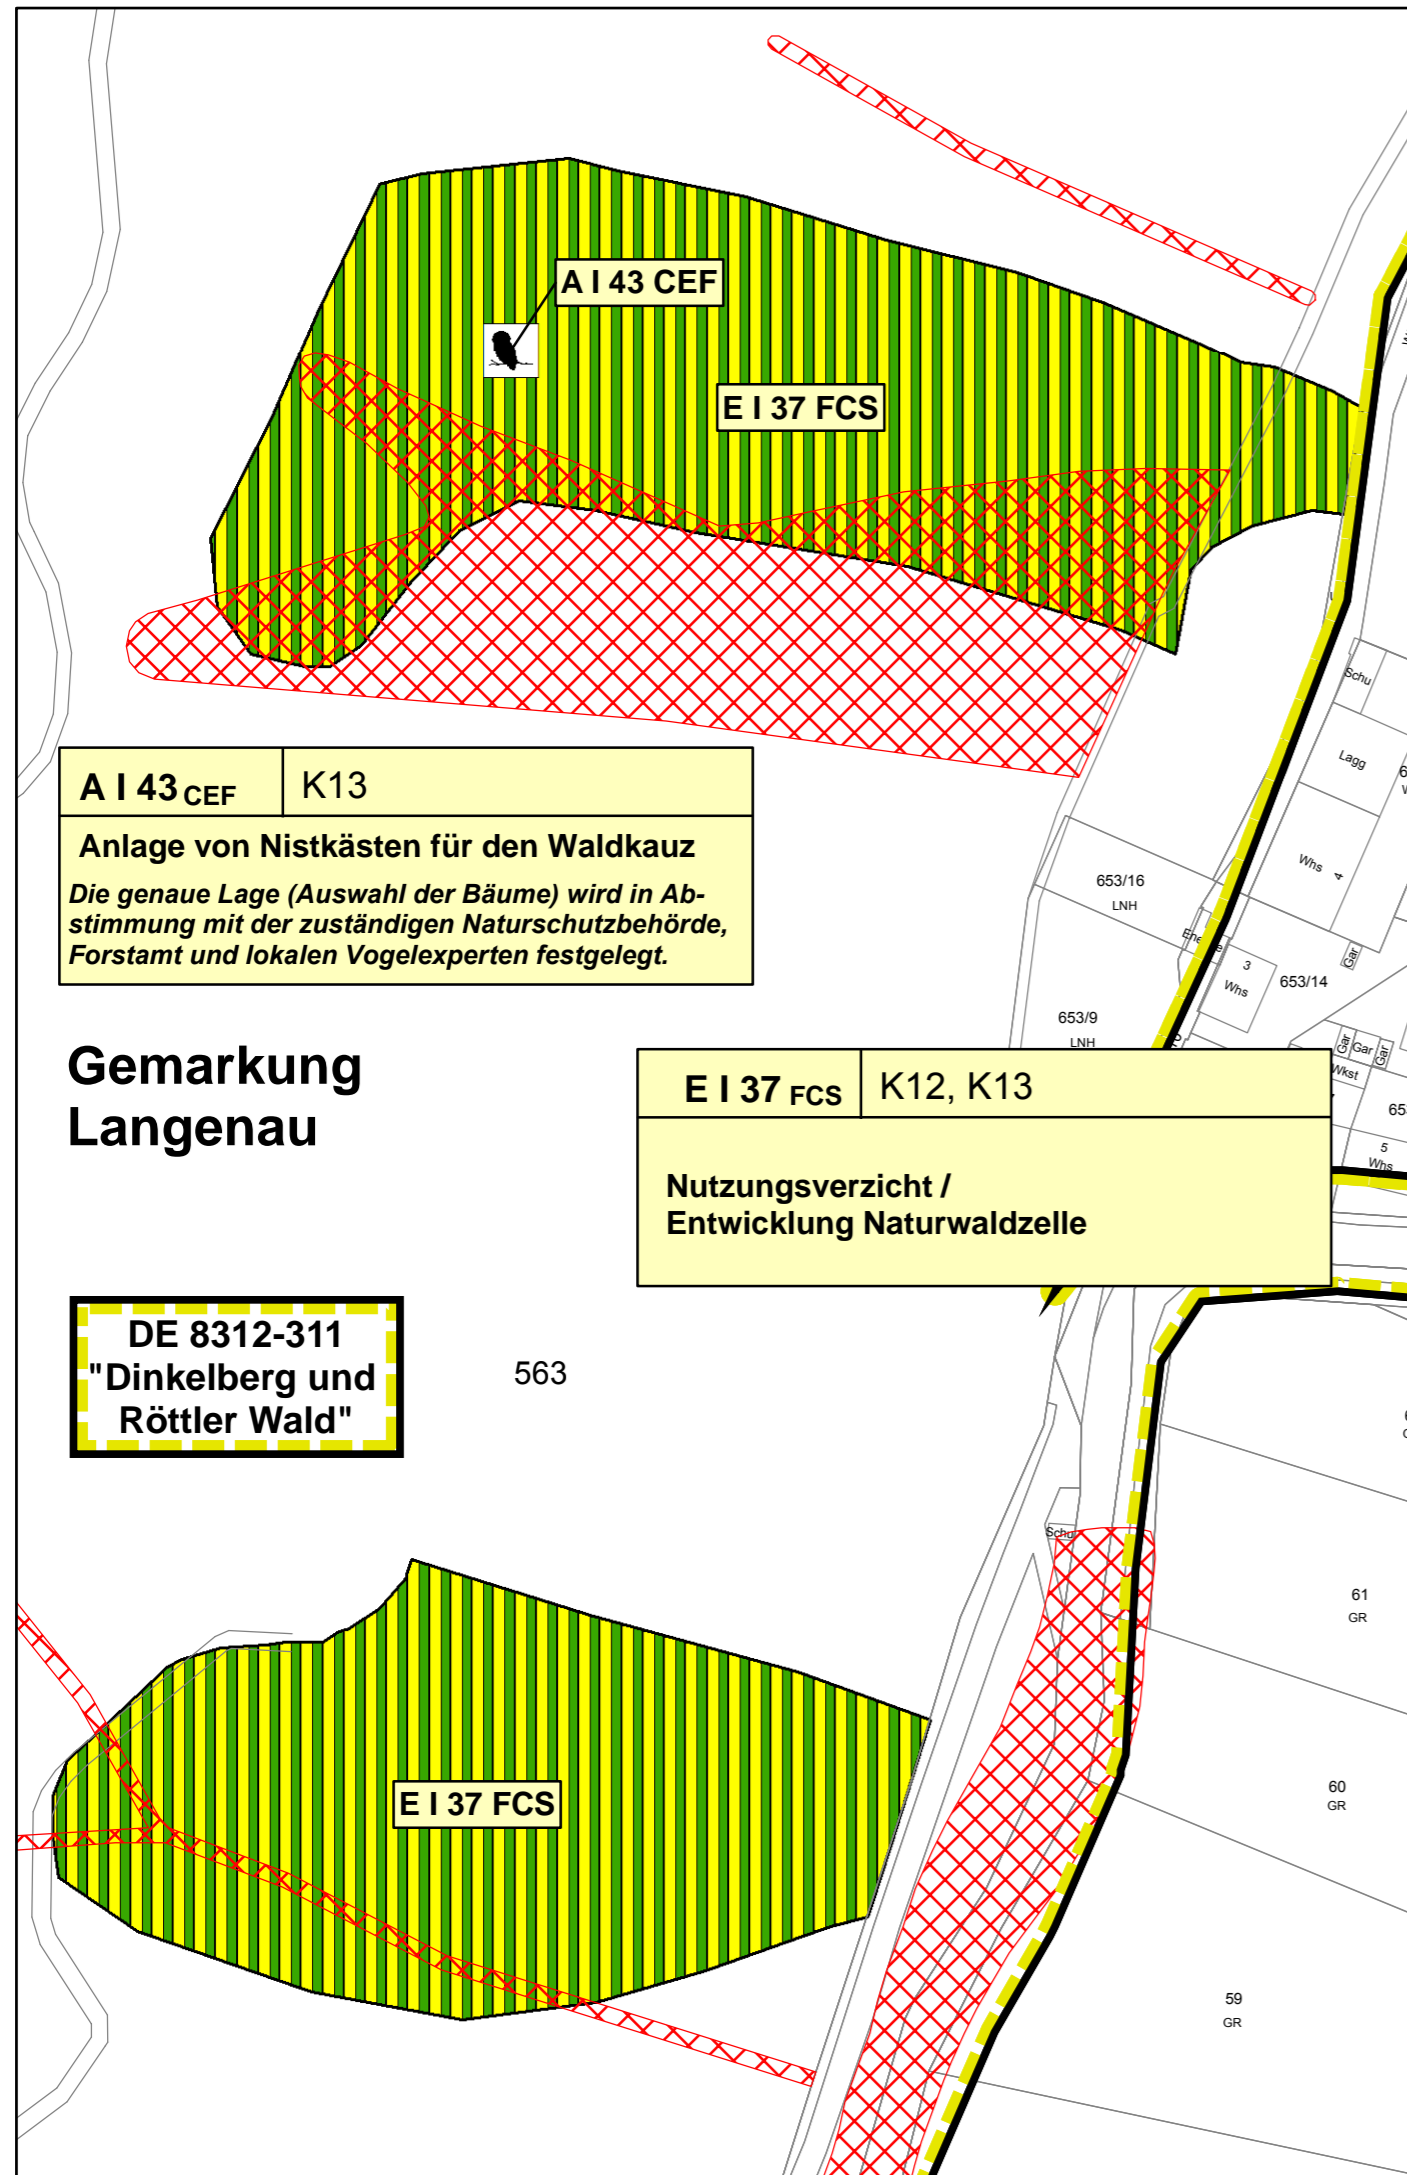 A I 43 CEF
E I 37 FCS
Schu
Lagg
Whs 4
A I 43 CEF K13
Anlage von Nistkästen für den Waldkauz
Die genaue Lage (Auswahl der Bäume) wird in Ab-
stimmung mit der zuständigen Naturschutzbehörde,
Forstamt und lokalen Vogelexperten festgelegt.
653/16
LNH
Gar
3
Whs
653/14
653/9
LNH
Gar
Gar
Gar
Wkst
5
Whs
Gemarkung
Langenau
E I 37 FCS K12, K13
Nutzungsverzicht /
Entwicklung Naturwaldzelle
DE 8312-311
"Dinkelberg und
Röttler Wald"
563
Schu
61
GR
60
GR
E I 37 FCS
59
GR